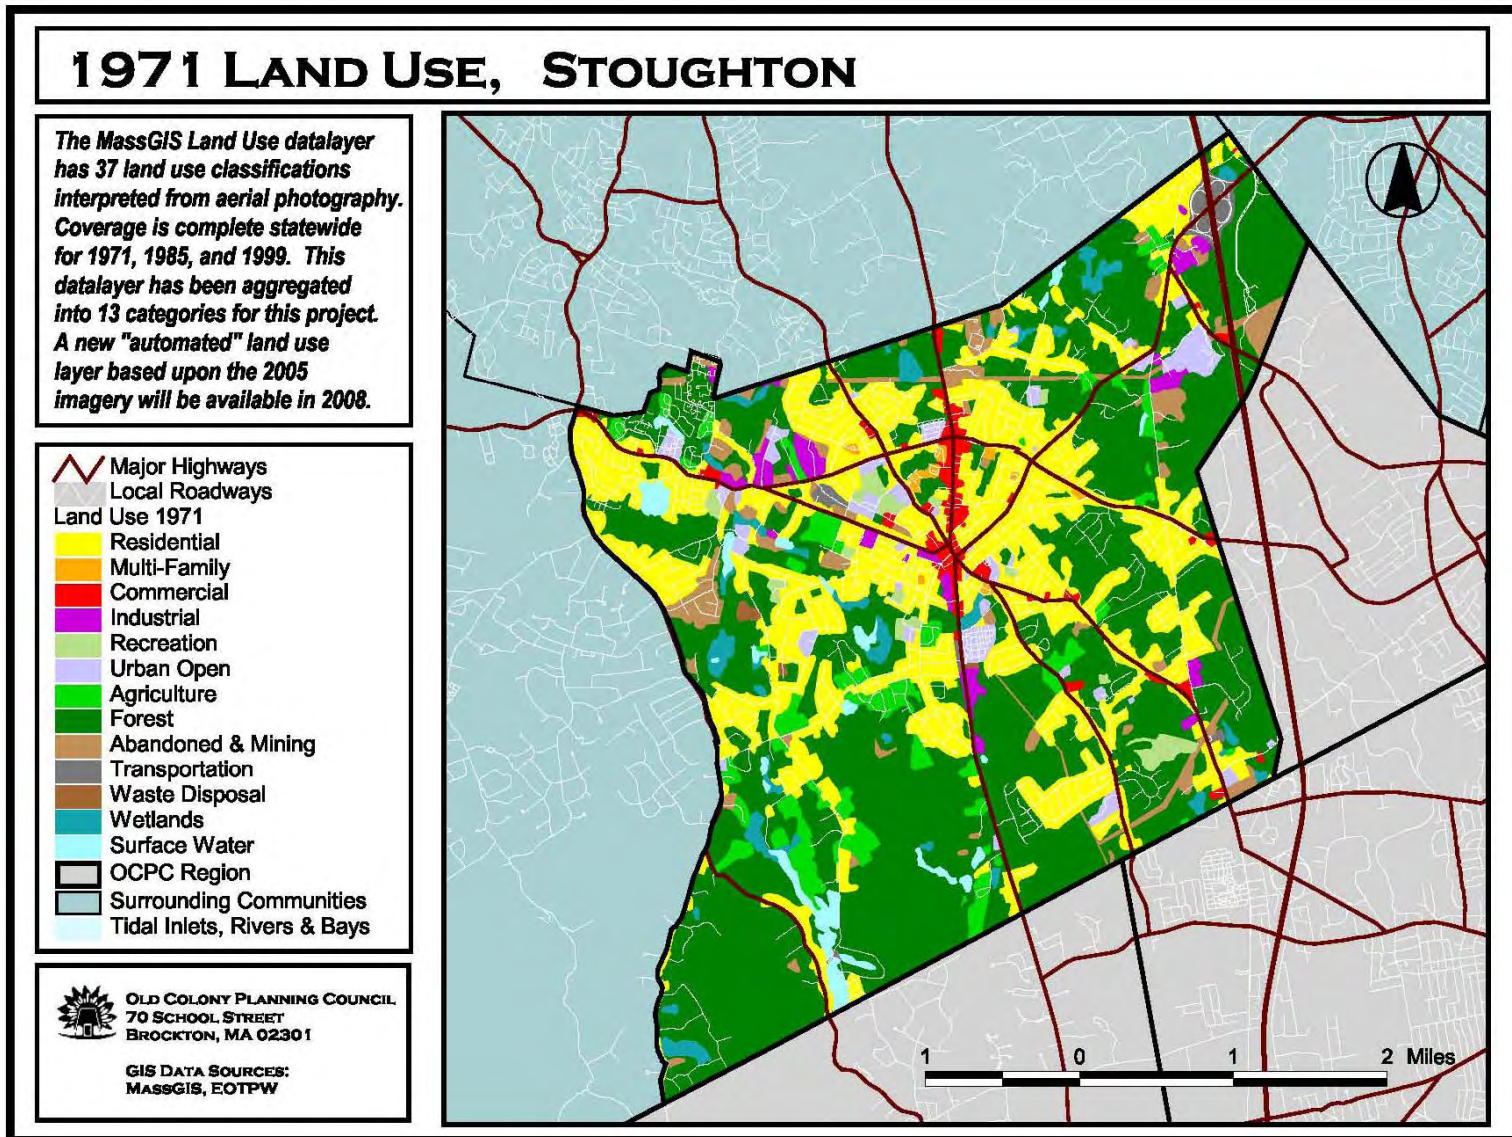 1971 LAND USE, STOUGHTON
The MassGIS Land Use datalayer
has 37 land use classifications
interpreted from aerial photography.
Coverage is complete statewide
for 1971, 1985, and 1999. This
datalayer has been aggregated
into 13 categories for this project.
A new "automated" land use
layer based upon the 2005
imagery will be available in 2008.
Major Highways
Local Roadways
Land Use 1971
Residential
Multi-Family
Commercial
Industrial
Recreation
Urban Open
Agriculture
Forest
Abandoned & Mining
Transportation
Waste Disposal
Wetlands
Surface Water
OCPC Region
Surrounding Communities
Tidal Inlets, Rivers & Bays
OLD COLONY PLANNING COUNCIL
70 SCHOOL STREET
BROCKTON, MA 02301
GIS DATA SOURCES:
MASSGIS, EOTPW
1 0 1 2 Miles